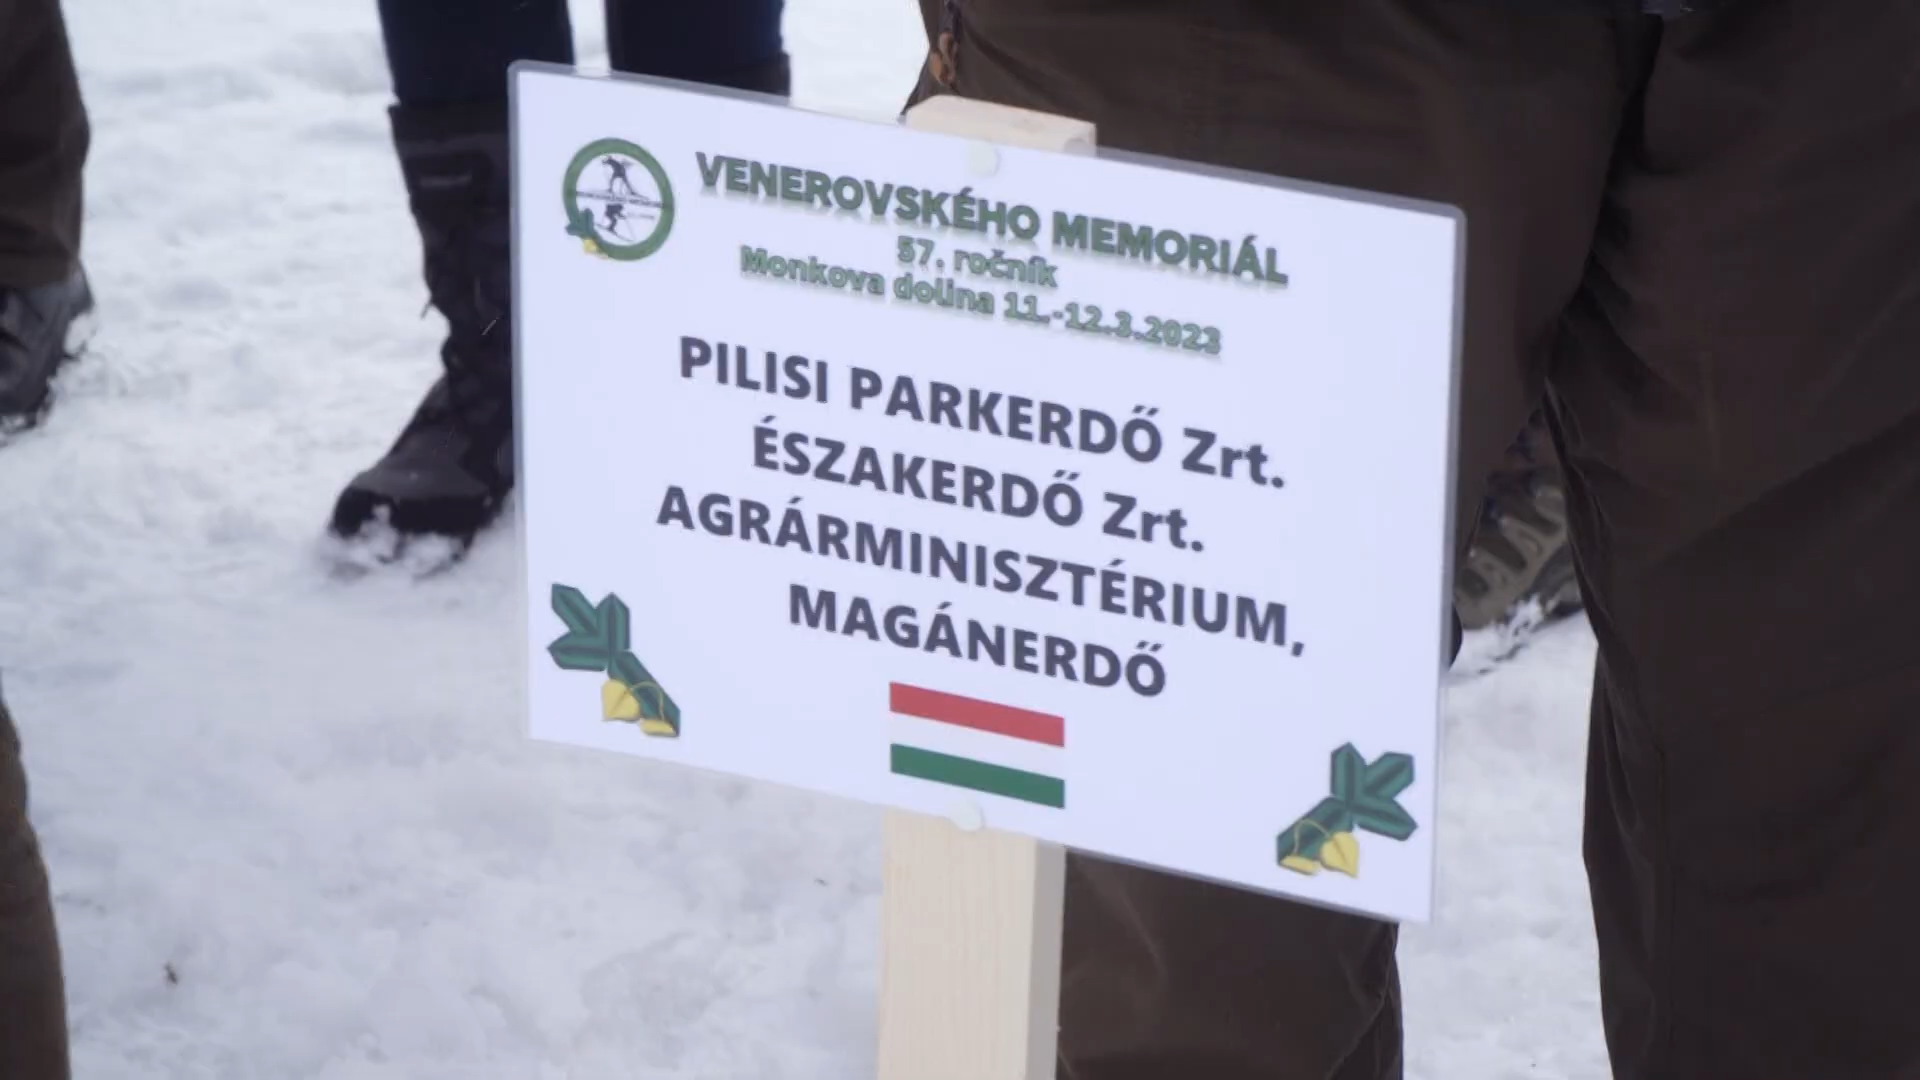 VENEROVSKÉHO MEMORIÁL
57. ročník
Monkova dolina 11.-12.3.2023
PILISI PARKERDŐ Zrt.
ÉSZAKERDŐ Zrt.
AGRÁRMINISZTÉRIUM,
MAGÁNERDŐ